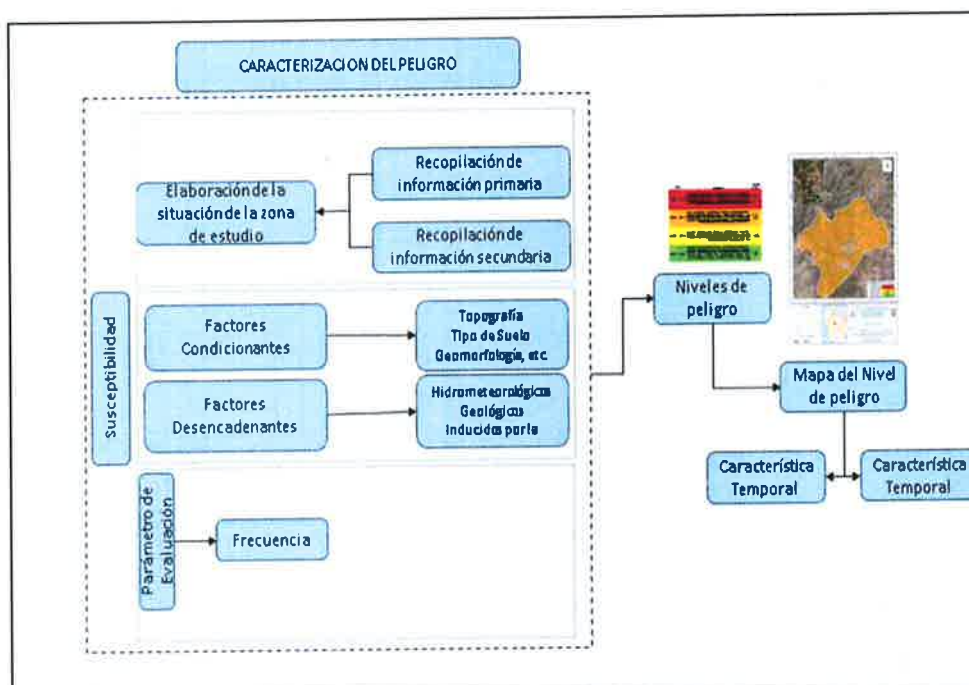 CARACTERIZACION DEL PELIGRO
Recopilación de
información primaria
Elaboración de la
situación de la zona
de estudio
Recopilación de
información secundaria
Susceptibilidad
Factores
Condicionantes
Topografía
Tipo de Suelo
Geomorfología, etc.
Factores
Desencadenantes
Hidrometeorológicos
Geológicos
Inducidos por la
Parámetro de
Evaluación
Frecuencia
Niveles de
peligro
Mapa del Nivel
de peligro
Característica
Temporal
Característica
Temporal